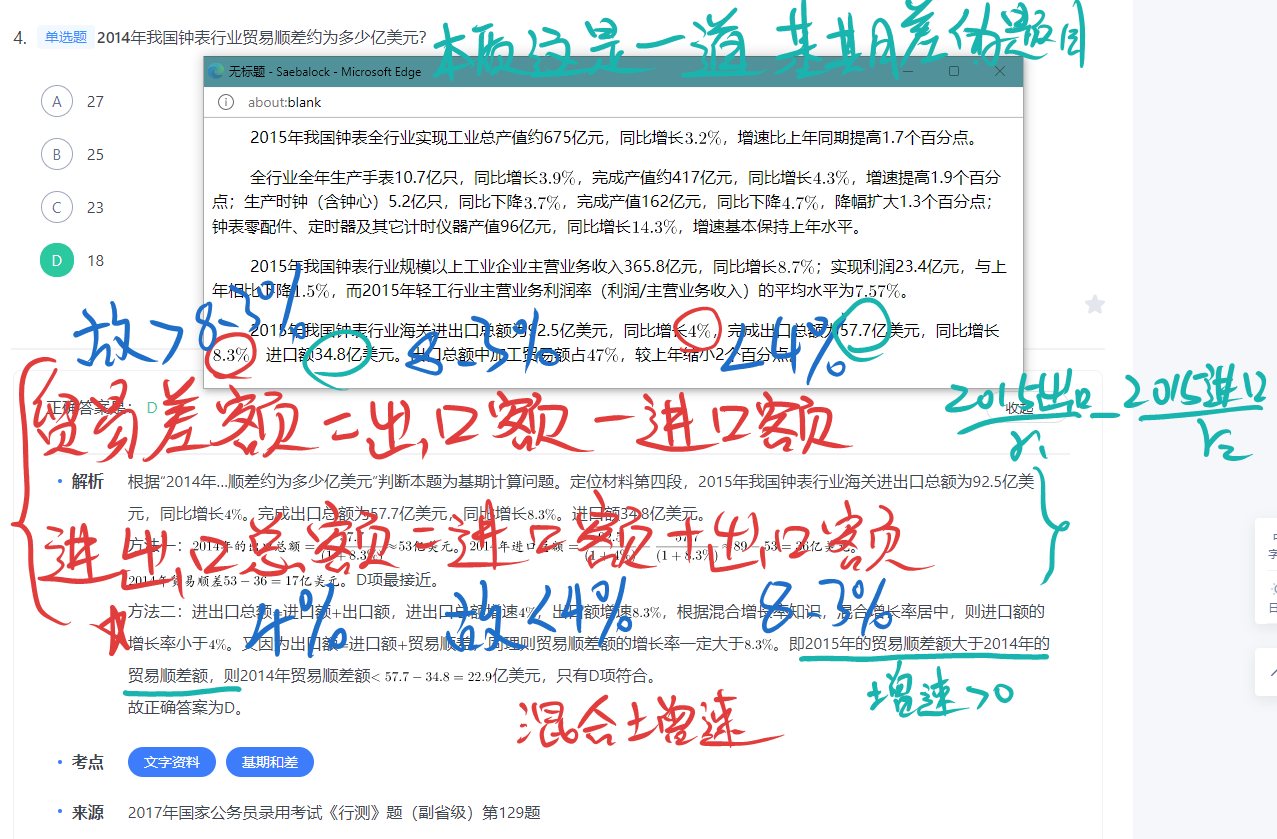 4. 单选题 2014年我国钟表行业贸易顺差约为多少亿美元?
本质这是一道 基期差值题目
A 27
B 25
C 23
D 18
无标题 - Saebalock - Microsoft Edge
about:blank
2015年我国钟表全行业实现工业总产值约675亿元，同比增长3.2%，增速比上年同期提高1.7个百分点。
全行业全年生产手表10.7亿只，同比增长3.9%，完成产值约417亿元，同比增长4.3%，增速提高1.9个百分
点；生产时钟（含钟心）5.2亿只，同比下降3.7%，完成产值162亿元，同比下降4.7%，降幅扩大1.3个百分点；
钟表零配件、定时器及其它计时仪器产值96亿元，同比增长14.3%，增速基本保持上年水平。
2015年我国钟表行业规模以上工业企业主营业务收入365.8亿元，同比增长8.7%；实现利润23.4亿元，与上
年相比下降1.5%，而2015年轻工行业主营业务利润率（利润/主营业务收入）的平均水平为7.57%。
2015年我国钟表行业海关进出口总额为92.5亿美元，同比增长4%，完成出口总额为57.7亿美元，同比增长
8.3%，进口额34.8亿美元。出口总额中加工贸易额占47%，较上年缩小2个百分点。
故>8.3% 8.3% <4%
正确答案是： D
收起
贸易差额=出口额-进口额
2015出口/r₁ - 2015进口/r₂
解析 根据“2014年...顺差约为多少亿美元”判断本题为基期计算问题。定位材料第四段，2015年我国钟表行业海关进出口总额为92.5亿美
元，同比增长4%。完成出口总额为57.7亿美元，同比增长8.3%。进口额34.8亿美元。
进出口总额=进口额+出口额
方法一：2014年的出口总额=57.7/(1+8.3%)≈53亿美元。2014年进口总额=92.5/(1+4%)-57.7/(1+8.3%)≈89-53=36亿美元。
2014年贸易顺差53-36=17亿美元。D项最接近。
4% 故<4% 8.3%
方法二：进出口总额=进口额+出口额，进出口总额增速4%，出口额增速8.3%，根据混合增长率知识，混合增长率居中，则进口额的
增长率小于4%。又因为出口额=进口额+贸易顺差，同理则贸易顺差额的增长率一定大于8.3%。即2015年的贸易顺差额大于2014年的
贸易顺差额，则2014年贸易顺差额<57.7-34.8=22.9亿美元，只有D项符合。
增速>0
故正确答案为D。
混合增速
考点 文字资料 基期和差
来源 2017年国家公务员录用考试《行测》题（副省级）第129题